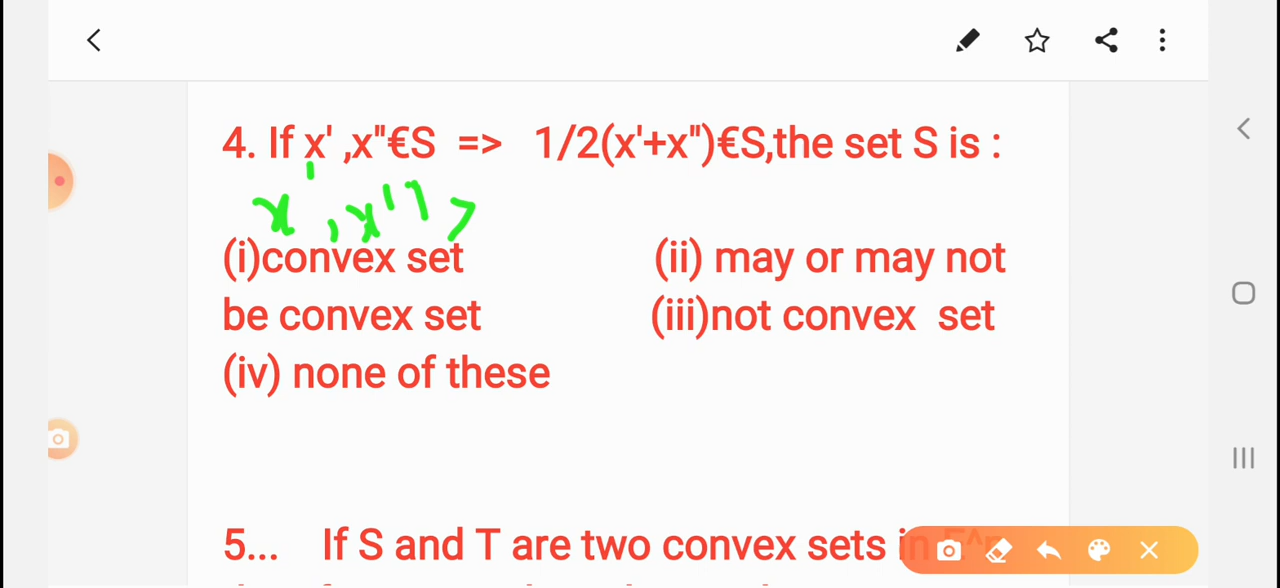 4. If x' ,x"€S => 1/2(x'+x")€S,the set S is :
x' , x''
(i)convex set (ii) may or may not
be convex set (iii)not convex set
(iv) none of these
5... If S and T are two convex sets in